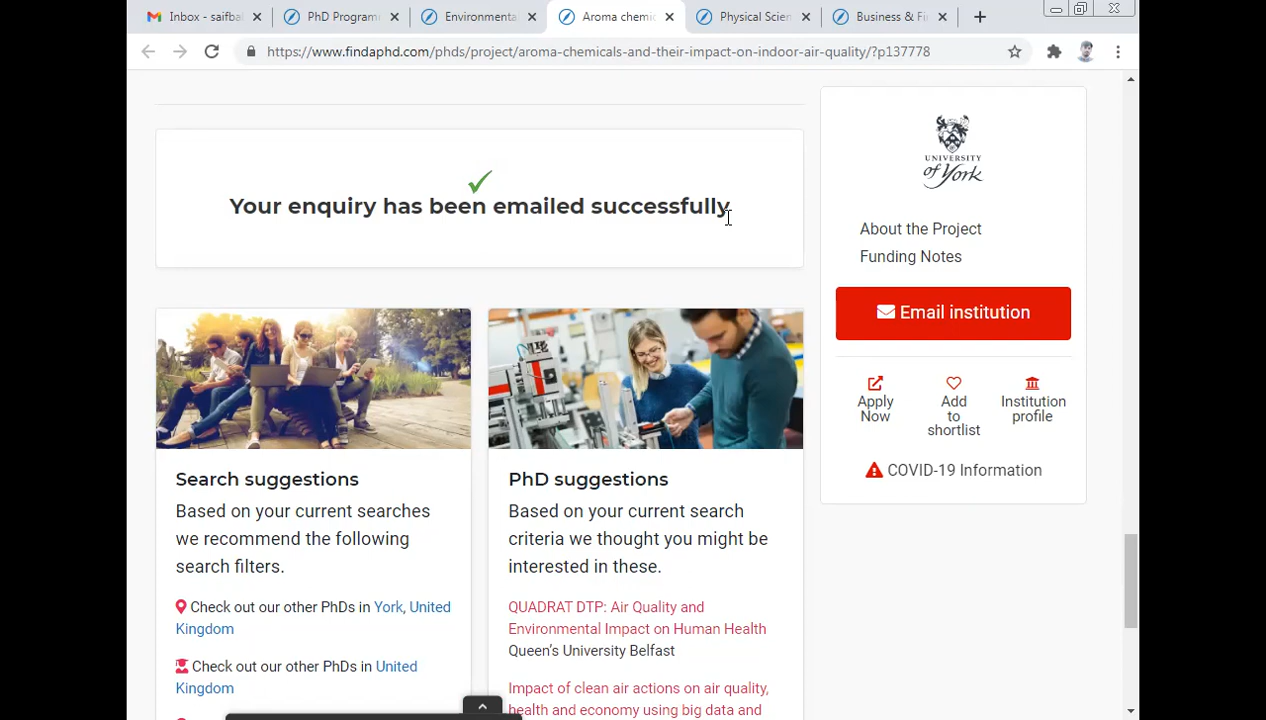 Inbox - saifba
PhD Program
Environmenta
Aroma chemic
Physical Scien
Business & Fi
https://www.findaphd.com/phds/project/aroma-chemicals-and-their-impact-on-indoor-air-quality/?p137778
Your enquiry has been emailed successfully
UNIVERSITY
of York
About the Project
Funding Notes
Email institution
Apply
Now
Add
to
shortlist
Institution
profile
COVID-19 Information
Search suggestions
Based on your current searches
we recommend the following
search filters.
Check out our other PhDs in York, United
Kingdom
Check out our other PhDs in United
Kingdom
PhD suggestions
Based on your current search
criteria we thought you might be
interested in these.
QUADRAT DTP: Air Quality and
Environmental Impact on Human Health
Queen's University Belfast
Impact of clean air actions on air quality,
health and economy using big data and